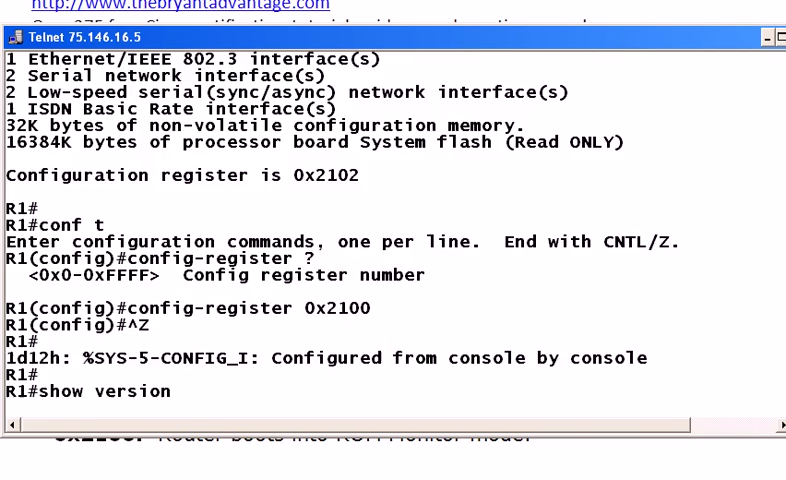 http://www.thebryantadvantage.com
Telnet 75.146.16.5
1 Ethernet/IEEE 802.3 interface(s)
2 Serial network interface(s)
2 Low-speed serial(sync/async) network interface(s)
1 ISDN Basic Rate interface(s)
32K bytes of non-volatile configuration memory.
16384K bytes of processor board System flash (Read ONLY)
Configuration register is 0x2102
R1#
R1#conf t
Enter configuration commands, one per line.  End with CNTL/Z.
R1(config)#config-register ?
<0x0-0xFFFF>  Config register number
R1(config)#config-register 0x2100
R1(config)#^Z
R1#
1d12h: %SYS-5-CONFIG_I: Configured from console by console
R1#
R1#show version